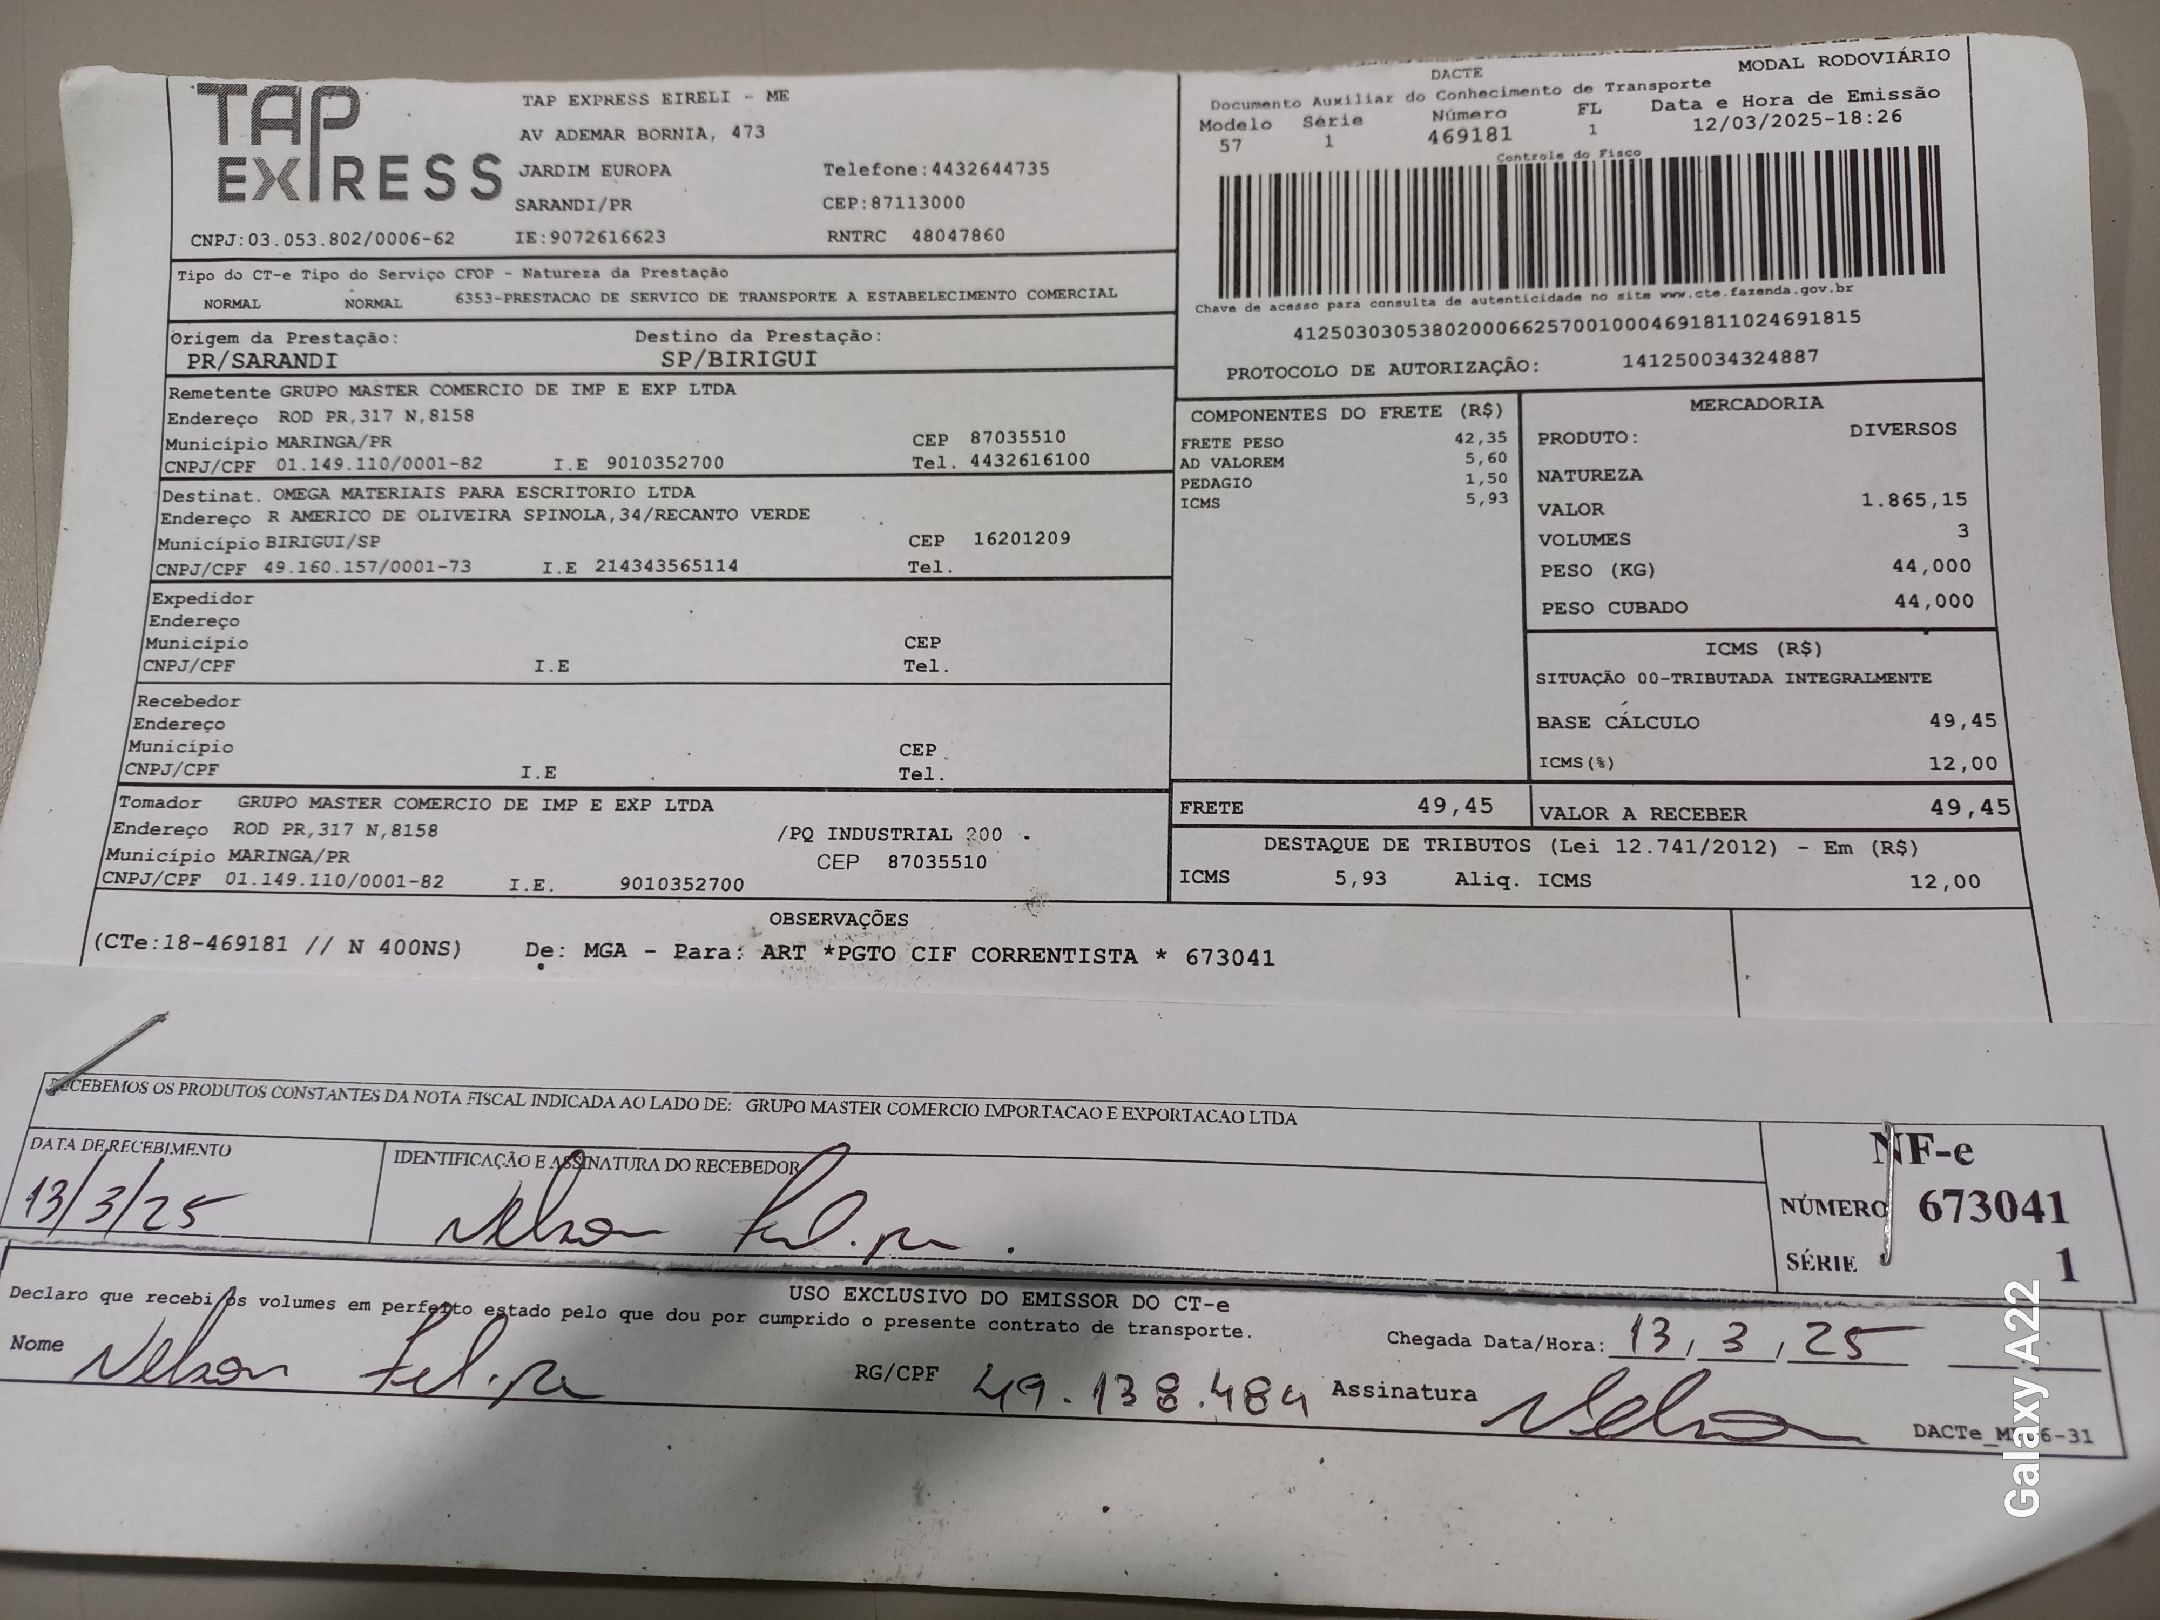 TAP
EXPRESS
TAP EXPRESS EIRELI - ME
AV ADEMAR BORNIA, 473
JARDIM EUROPA Telefone:4432644735
SARANDI/PR CEP:87113000
CNPJ:03.053.802/0006-62 IE:9072616623 RNTRC 48047860
DACTE MODAL RODOVIÁRIO
Documento Auxiliar do Conhecimento de Transporte
Modelo Série Número FL Data e Hora de Emissão
57 1 469181 1 12/03/2025-18:26
Controle do Fisco
Chave de acesso para consulta de autenticidade no site www.cte.fazenda.gov.br
41250303053802000662570010004691811024691815
PROTOCOLO DE AUTORIZAÇÃO: 141250034324887
Tipo do CT-e Tipo do Serviço CFOP - Natureza da Prestação
NORMAL NORMAL 6353-PRESTACAO DE SERVICO DE TRANSPORTE A ESTABELECIMENTO COMERCIAL
Origem da Prestação: Destino da Prestação:
PR/SARANDI SP/BIRIGUI
Remetente GRUPO MASTER COMERCIO DE IMP E EXP LTDA
Endereço ROD PR,317 N,8158
Município MARINGA/PR CEP 87035510
CNPJ/CPF 01.149.110/0001-82 I.E 9010352700 Tel. 4432616100
Destinat. OMEGA MATERIAIS PARA ESCRITORIO LTDA
Endereço R AMERICO DE OLIVEIRA SPINOLA,34/RECANTO VERDE
Município BIRIGUI/SP CEP 16201209
CNPJ/CPF 49.160.157/0001-73 I.E 214343565114 Tel.
Expedidor
Endereço
Município CEP
CNPJ/CPF I.E Tel.
Recebedor
Endereço
Município CEP
CNPJ/CPF I.E Tel.
Tomador GRUPO MASTER COMERCIO DE IMP E EXP LTDA
Endereço ROD PR,317 N,8158 /PQ INDUSTRIAL 200
Município MARINGA/PR CEP 87035510
CNPJ/CPF 01.149.110/0001-82 I.E. 9010352700
COMPONENTES DO FRETE (R$)
FRETE PESO 42,35
AD VALOREM 5,60
PEDAGIO 1,50
ICMS 5,93
MERCADORIA
PRODUTO: DIVERSOS
NATUREZA
VALOR 1.865,15
VOLUMES 3
PESO (KG) 44,000
PESO CUBADO 44,000
ICMS (R$)
SITUAÇÃO 00-TRIBUTADA INTEGRALMENTE
BASE CÁLCULO 49,45
ICMS(%) 12,00
FRETE 49,45 VALOR A RECEBER 49,45
DESTAQUE DE TRIBUTOS (Lei 12.741/2012) - Em (R$)
ICMS 5,93 Aliq. ICMS 12,00
OBSERVAÇÕES
(CTe:18-469181 // N 400NS) De: MGA - Para: ART *PGTO CIF CORRENTISTA * 673041
RECEBEMOS OS PRODUTOS CONSTANTES DA NOTA FISCAL INDICADA AO LADO DE: GRUPO MASTER COMERCIO IMPORTACAO E EXPORTACAO LTDA
DATA DE RECEBIMENTO IDENTIFICAÇÃO E ASSINATURA DO RECEBEDOR
13/3/25 Nelson Felipe
NF-e
NÚMERO 673041
SÉRIE 1
USO EXCLUSIVO DO EMISSOR DO CT-e
Declaro que recebi os volumes em perfeito estado pelo que dou por cumprido o presente contrato de transporte.
Chegada Data/Hora: 13, 3, 25
Nome Nelson Felipe RG/CPF 49.138.484 Assinatura Nelson
Galaxy A22